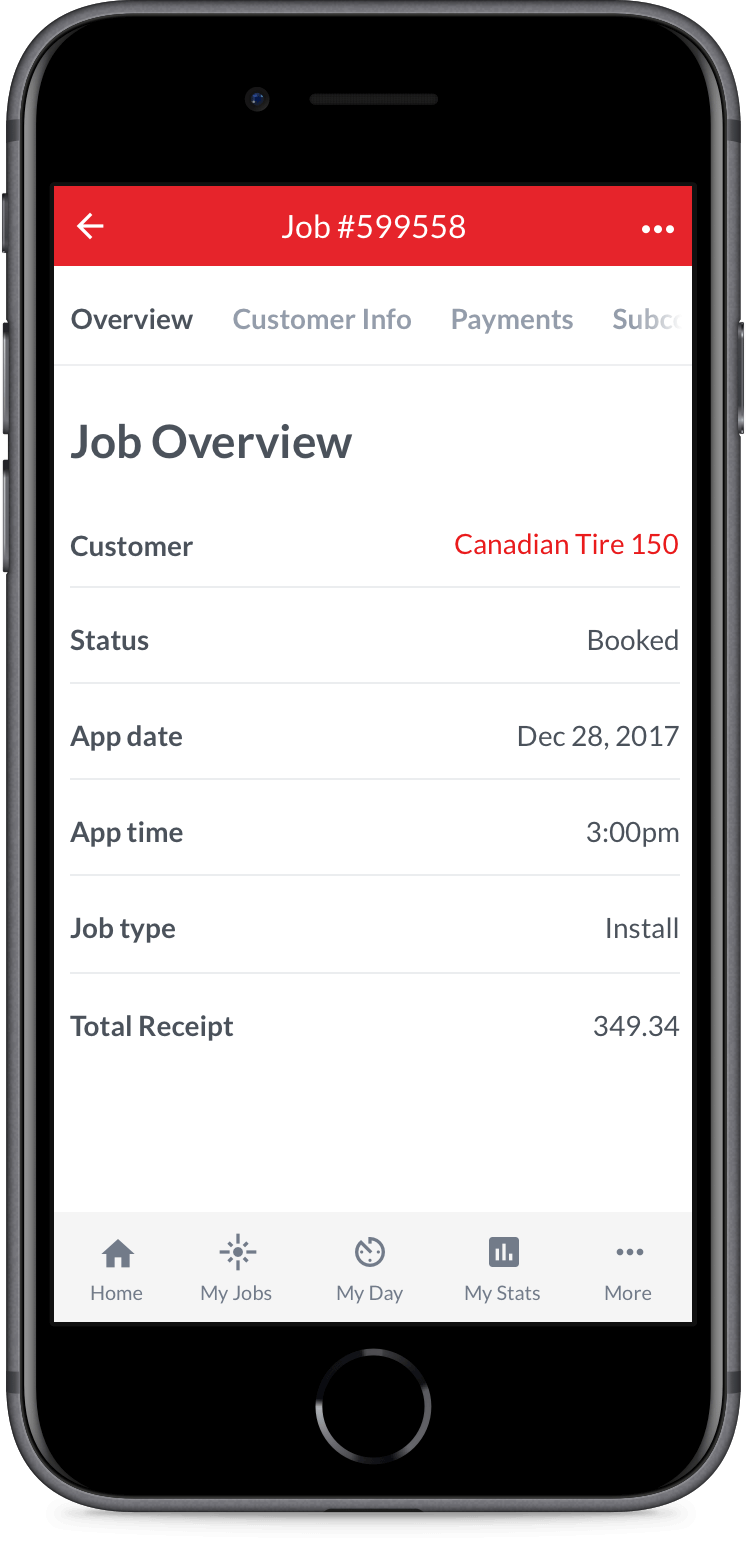 Job #599558
Overview Customer Info Payments Subco
Job Overview
Customer Canadian Tire 150
Status Booked
App date Dec 28, 2017
App time 3:00pm
Job type Install
Total Receipt 349.34
Home My Jobs My Day My Stats More